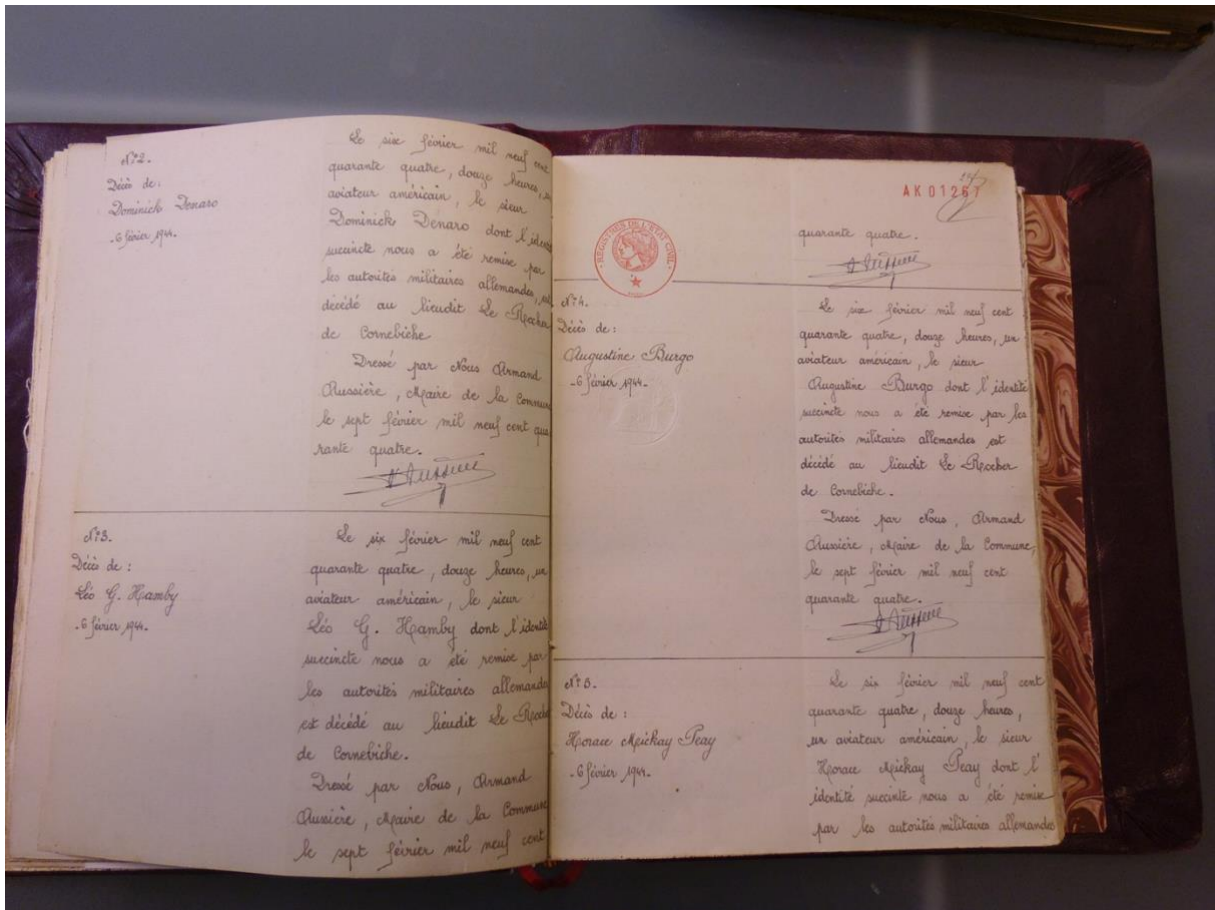 N°2.
Décès de:
Dominick Denaro
-6 février 1944-
Le six février mil neuf cent
quarante quatre, douze heures, un
aviateur américain, le sieur
Dominick Denaro dont l'identité
succincte nous a été remise par
les autorités militaires allemandes, est
décédé au lieudit Le Rocher
de Cornebiche.
Dressé par Nous Armand
Aussière, Maire de la Commune
le sept février mil neuf cent qua
rante quatre.
N°3.
Décès de :
Léo G. Hamby
-6 février 1944-
Le six février mil neuf cent
quarante quatre, douze heures, un
aviateur américain, le sieur
Léo G. Hamby dont l'identité
succincte nous a été remise par
les autorités militaires allemandes
est décédé au lieudit Le Rocher
de Cornebiche.
Dressé par Nous, Armand
Aussière, Maire de la Commune
le sept février mil neuf cent
AK 01267
REGISTRES DE L'ETAT CIVIL
quarante quatre.
N°4.
Décès de :
Augustine Burgo
-6 février 1944-
Le six février mil neuf cent
quarante quatre, douze heures, un
aviateur américain, le sieur
Augustine Burgo dont l'identité
succincte nous a été remise par les
autorités militaires allemandes est
décédé au lieudit Le Rocher
de Cornebiche.
Dressé par Nous, Armand
Aussière, Maire de la Commune,
le sept février mil neuf cent
quarante quatre.
N°5.
Décès de :
Horace Mickay Peay
-6 février 1944-
Le six février mil neuf cent
quarante quatre, douze heures,
un aviateur américain, le sieur
Horace Mickay Peay dont l'
identité succincte nous a été remise
par les autorités militaires allemandes